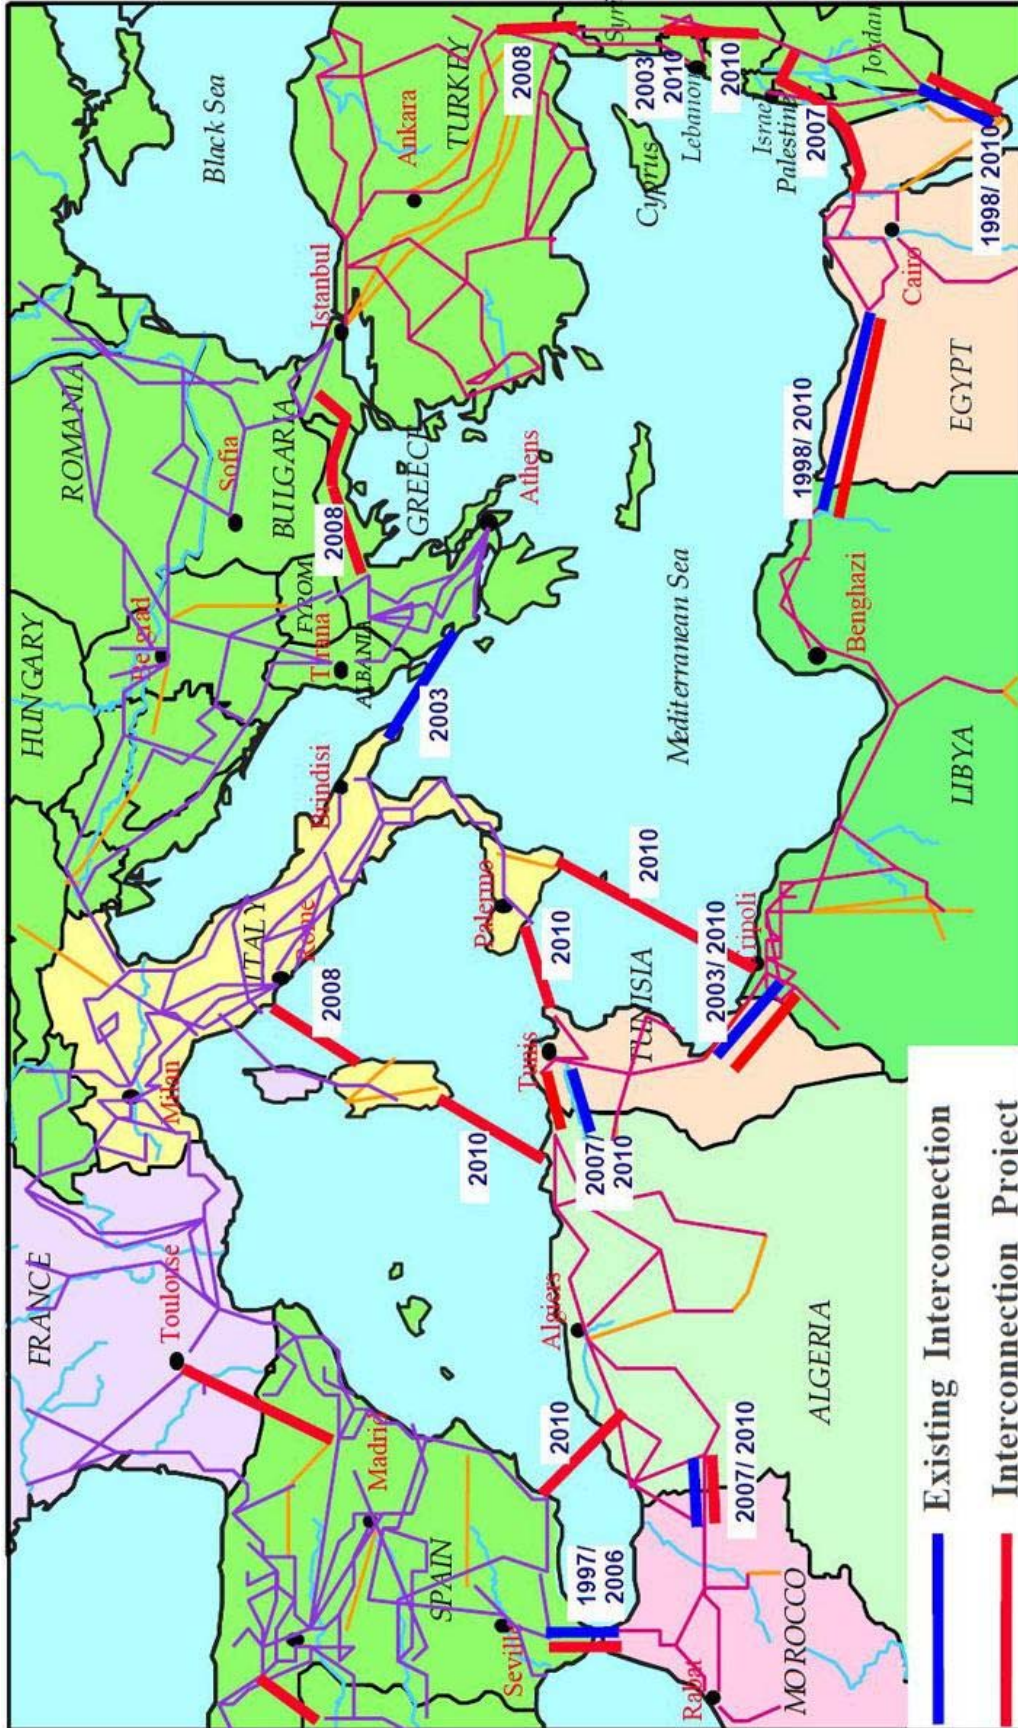 HUNGARY
ROMANIA
Black Sea
FRANCE
Toulouse
Milan
ITALY
Rome
Brindisi
Belgrad
Sofia
BULGARIA
FYROM
Tirana
ALBANIA
GREECE
Athens
Istanbul
Ankara
TURKEY
2008
2008
2003
2008
2010
SPAIN
Madrid
Sevilla
1997/
2006
2010
Palermo
2010
2010
Mediterranean Sea
Cyprus
Syri
2003/
2010
Lebanon
2010
Israel
Palestine
2007
Jordan
1998/ 2010
Cairo
EGYPT
1998/ 2010
Benghazi
LIBYA
Tripoli
2003/ 2010
TUNISIA
Tunis
2007/
2010
Algiers
ALGERIA
2007/ 2010
Rabat
MOROCCO
Existing Interconnection
Interconnection Project